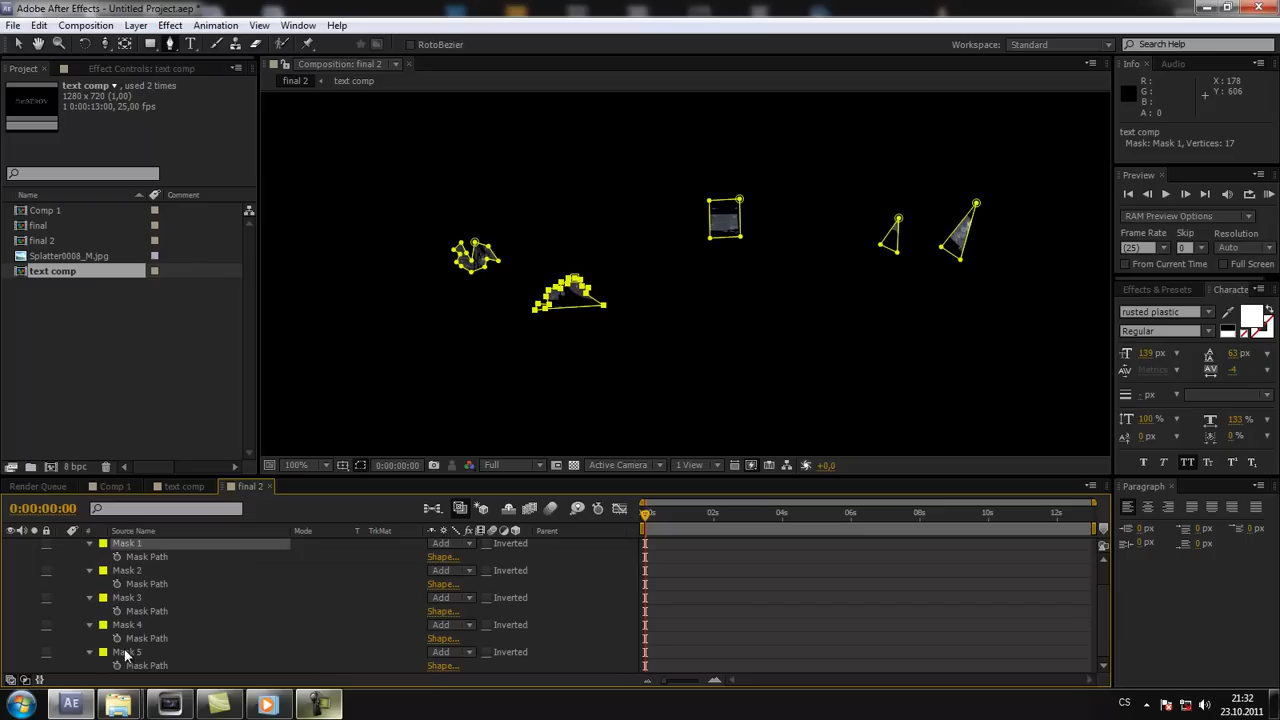 Adobe After Effects - Untitled Project.aep *
File Edit Composition Layer Effect Animation View Window Help
RotoBezier
Workspace: Standard
Search Help
Project
Effect Controls: text comp
text comp , used 2 times
1280 x 720 (1,00)
Δ 0:00:13:00, 25,00 fps
Name Comment
Comp 1
final
final 2
Splatter0008_M.jpg
text comp
8 bpc
Composition: final 2
final 2 text comp
100% 0:00:00:00 Full Active Camera 1 View +0,0
Info Audio
R : X : 178
G : Y : 606
B :
A : 0
text comp
Mask: Mask 1, Vertices: 17
Preview
RAM Preview Options
Frame Rate Skip Resolution
(25) 0 Auto
From Current Time Full Screen
Effects & Presets Characte
rusted plastic
Regular
139 px 63 px
Metrics -4
- px
100 % 133 %
0 px 0 %
T T TT Tr T¹ T₁
Paragraph
0 px 0 px 0 px
0 px 0 px
Render Queue Comp 1 text comp final 2
0:00:00:00
# Source Name Mode T TrkMat Parent
02s 04s 06s 08s 10s 12s
Mask 1 Add Inverted
Mask Path Shape...
Mask 2 Add Inverted
Mask Path Shape...
Mask 3 Add Inverted
Mask Path Shape...
Mask 4 Add Inverted
Mask Path Shape...
Mask 5 Add Inverted
Mask Path Shape...
CS 21:32
23.10.2011